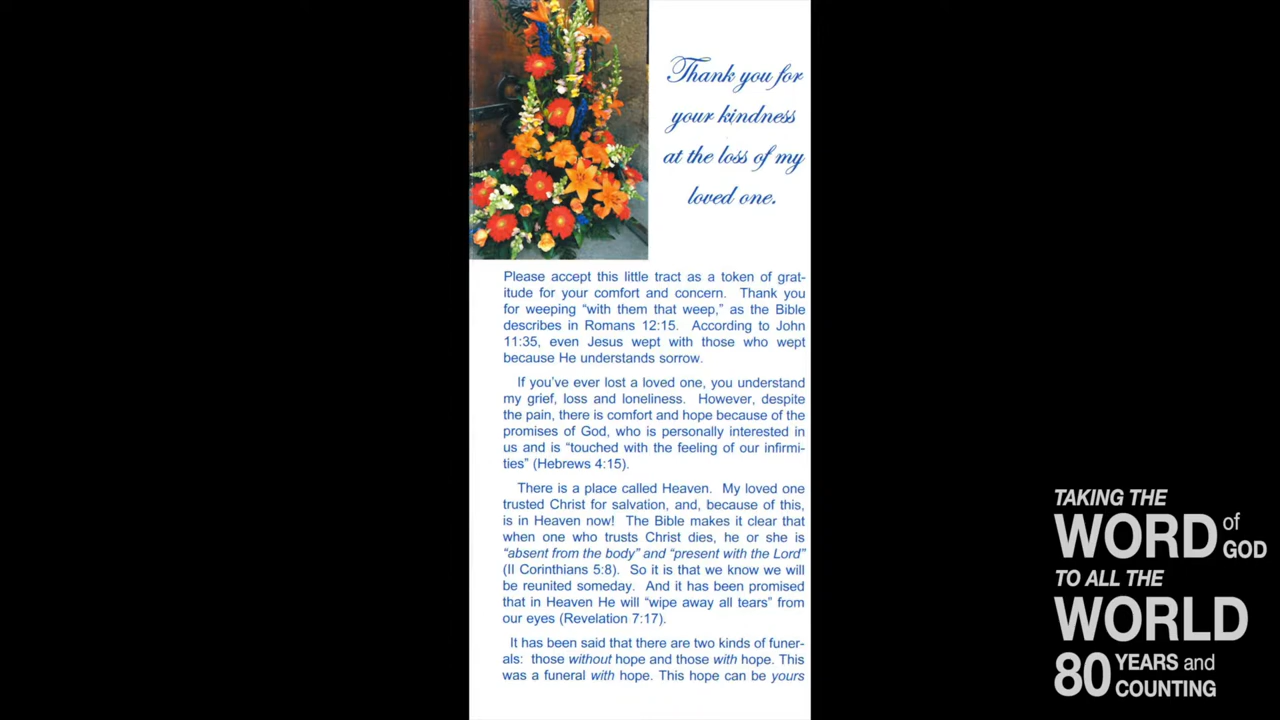 Thank you for
your kindness
at the loss of my
loved one.
Please accept this little tract as a token of grat-
itude for your comfort and concern. Thank you
for weeping “with them that weep,” as the Bible
describes in Romans 12:15. According to John
11:35, even Jesus wept with those who wept
because He understands sorrow.
If you’ve ever lost a loved one, you understand
my grief, loss and loneliness. However, despite
the pain, there is comfort and hope because of the
promises of God, who is personally interested in
us and is “touched with the feeling of our infirmi-
ties” (Hebrews 4:15).
There is a place called Heaven. My loved one
trusted Christ for salvation, and, because of this,
is in Heaven now! The Bible makes it clear that
when one who trusts Christ dies, he or she is
“absent from the body” and “present with the Lord”
(II Corinthians 5:8). So it is that we know we will
be reunited someday. And it has been promised
that in Heaven He will “wipe away all tears” from
our eyes (Revelation 7:17).
It has been said that there are two kinds of funer-
als: those without hope and those with hope. This
was a funeral with hope. This hope can be yours
TAKING THE
WORD of GOD
TO ALL THE
WORLD
80 YEARS and
COUNTING